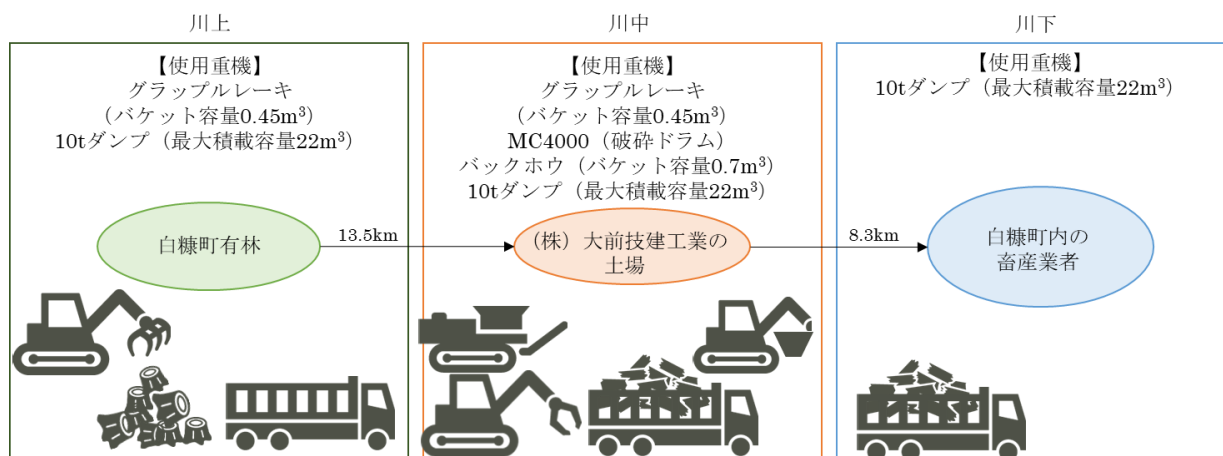 川上
【使用重機】
グラップルレーキ
(バケット容量0.45m³)
10tダンプ（最大積載容量22m³）
白糠町有林
13.5km
川中
【使用重機】
グラップルレーキ
(バケット容量0.45m³)
MC4000（破砕ドラム）
バックホウ（バケット容量0.7m³）
10tダンプ（最大積載容量22m³）
（株）大前技建工業の
土場
8.3km
川下
【使用重機】
10tダンプ（最大積載容量22m³）
白糠町内の
畜産業者